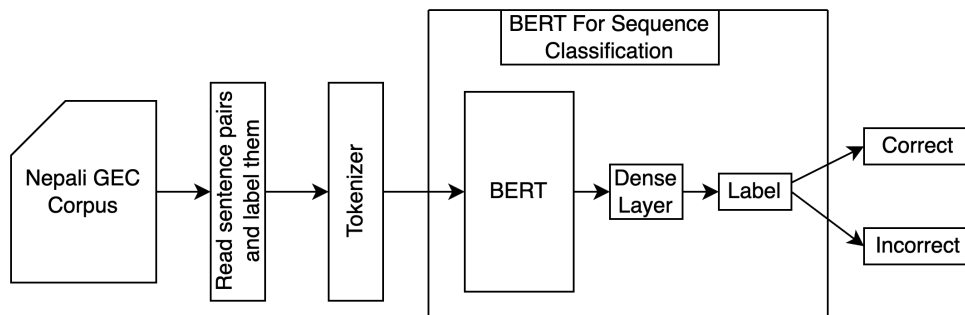 BERT For Sequence
Classification
Nepali GEC
Corpus
Read sentence pairs
and label them
Tokenizer
BERT
Dense
Layer
Label
Correct
Incorrect